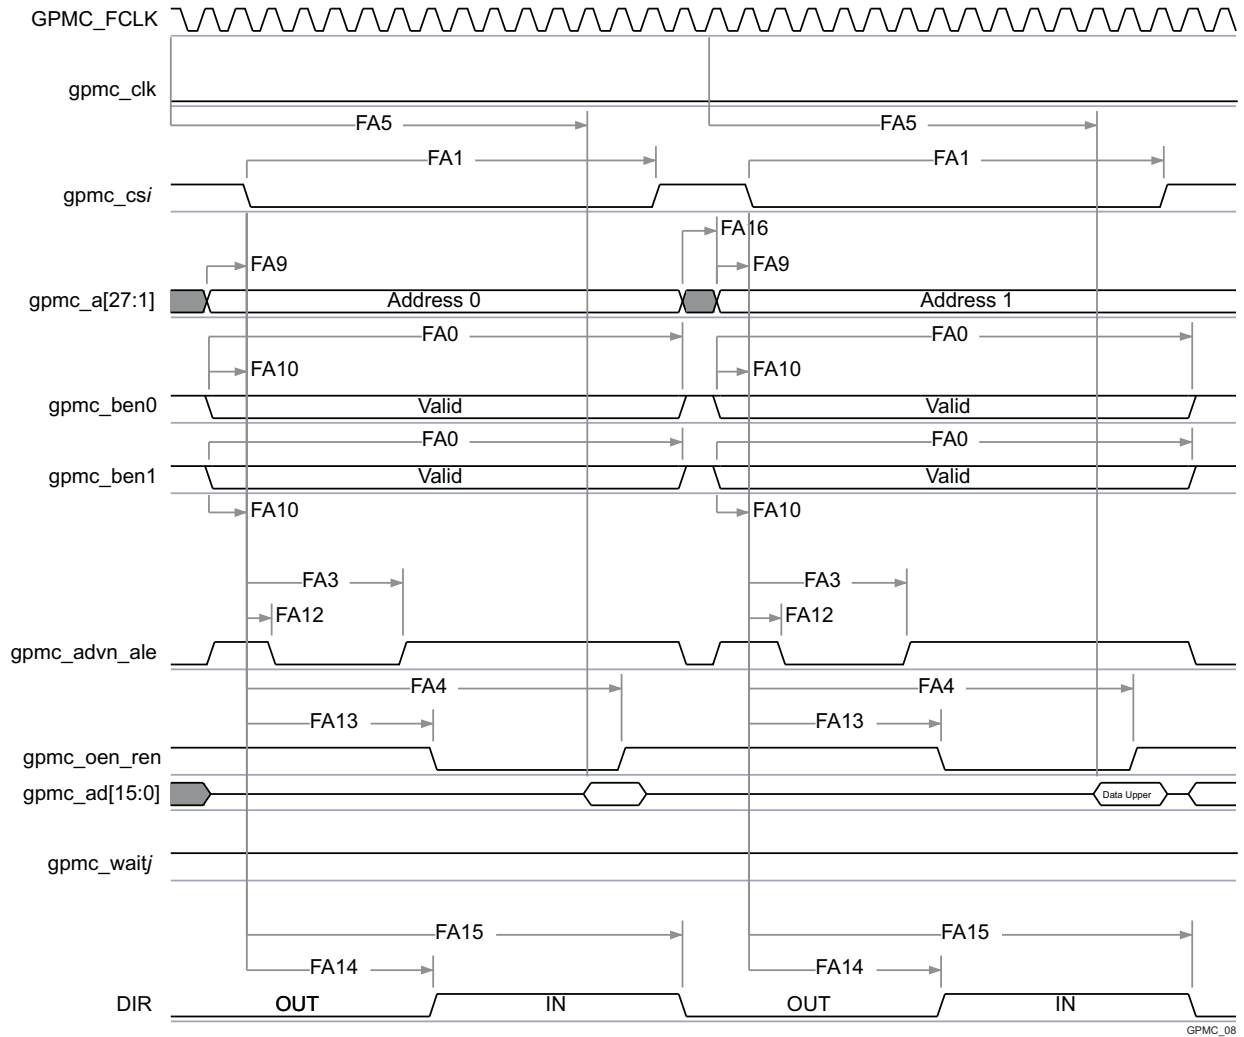 GPMC_FCLK
gpmc_clk
FA5 FA5
FA1 FA1
gpmc_csi
FA16
FA9 FA9
gpmc_a[27:1] Address 0 Address 1
FA0 FA0
FA10 FA10
gpmc_ben0 Valid Valid
FA0 FA0
gpmc_ben1 Valid Valid
FA10 FA10
FA3 FA3
FA12 FA12
gpmc_advn_ale
FA4 FA4
FA13 FA13
gpmc_oen_ren
gpmc_ad[15:0] Data Upper
gpmc_waitj
FA15 FA15
FA14 FA14
DIR OUT IN OUT IN
GPMC_08